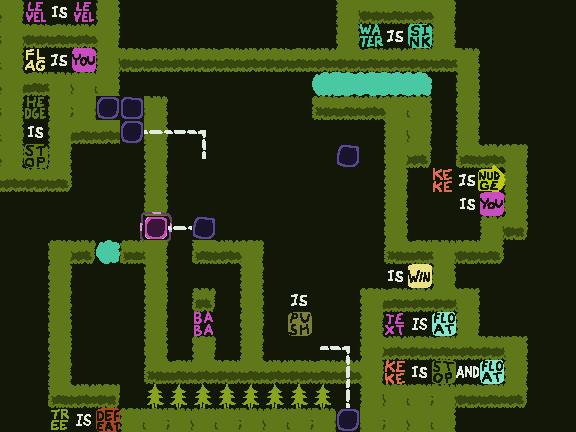 LEVEL IS LEVEL
WATER IS SINK
FLAG IS YOU
HEDGE
IS
STOP
KEKE IS NUDGE
IS YOU
IS WIN
IS
BABA
PUSH
TEXT IS FLOAT
KEKE IS STOP AND FLOAT
TREE IS DEFEAT